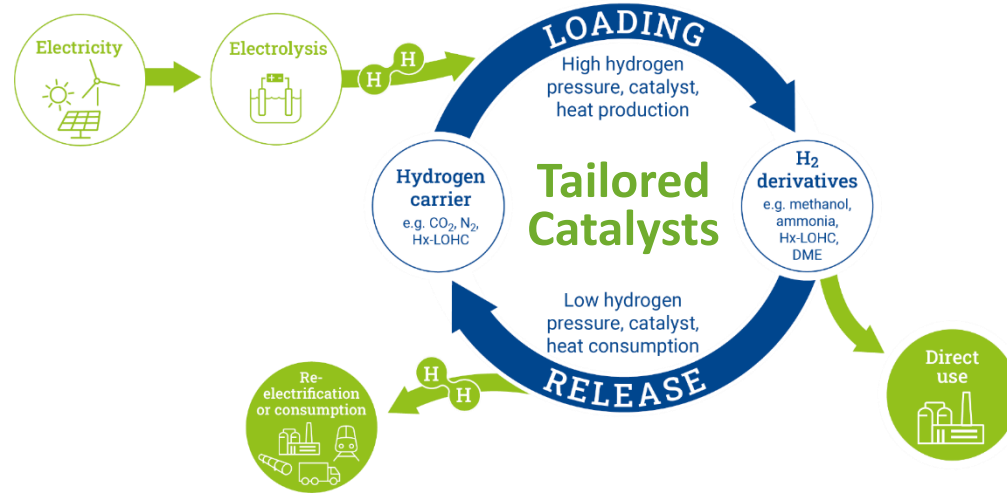 Electricity
Electrolysis
H H
LOADING
High hydrogen
pressure, catalyst,
heat production
Hydrogen
carrier
e.g. CO₂, N₂,
Hx-LOHC
Tailored
Catalysts
H₂
derivatives
e.g. methanol,
ammonia,
Hx-LOHC,
DME
Low hydrogen
pressure, catalyst,
heat consumption
RELEASE
H
H
Re-
electrification
or consumption
Direct
use